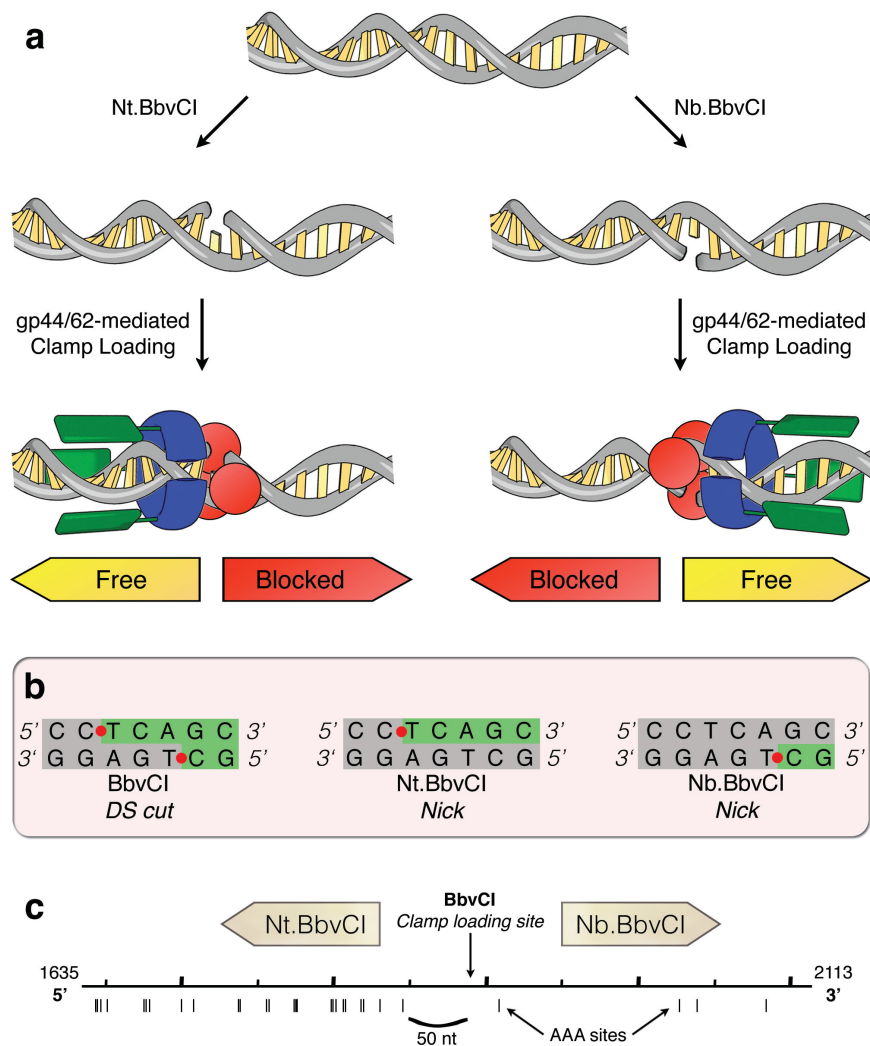 a
Nt.BbvCI
Nb.BbvCI
gp44/62-mediated
Clamp Loading
gp44/62-mediated
Clamp Loading
Free
Blocked
Blocked
Free
b
5’ C C T C A G C 3’
3‘ G G A G T C G 5’
BbvCI
DS cut
5’ C C T C A G C 3’
3‘ G G A G T C G 5’
Nt.BbvCI
Nick
5’ C C T C A G C 3’
3‘ G G A G T C G 5’
Nb.BbvCI
Nick
c
Nt.BbvCI
BbvCI
Clamp loading site
Nb.BbvCI
1635
5’
2113
3’
50 nt
AAA sites